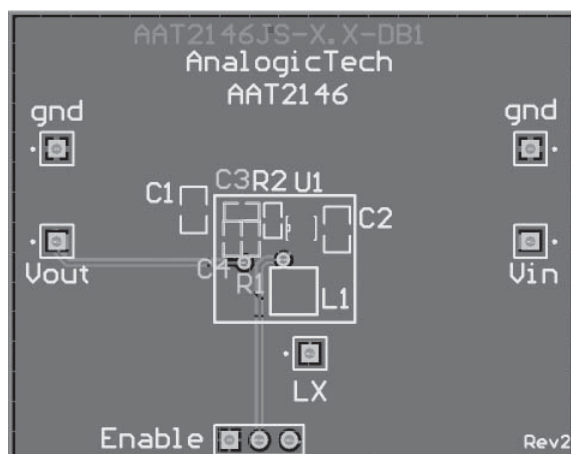 AAT2146JS-X.X-DB1
AnalogicTech
AAT2146
gnd
gnd
C1
C3
R2
U1
C2
Vout
C4
R1
L1
Vin
LX
Enable
Rev2